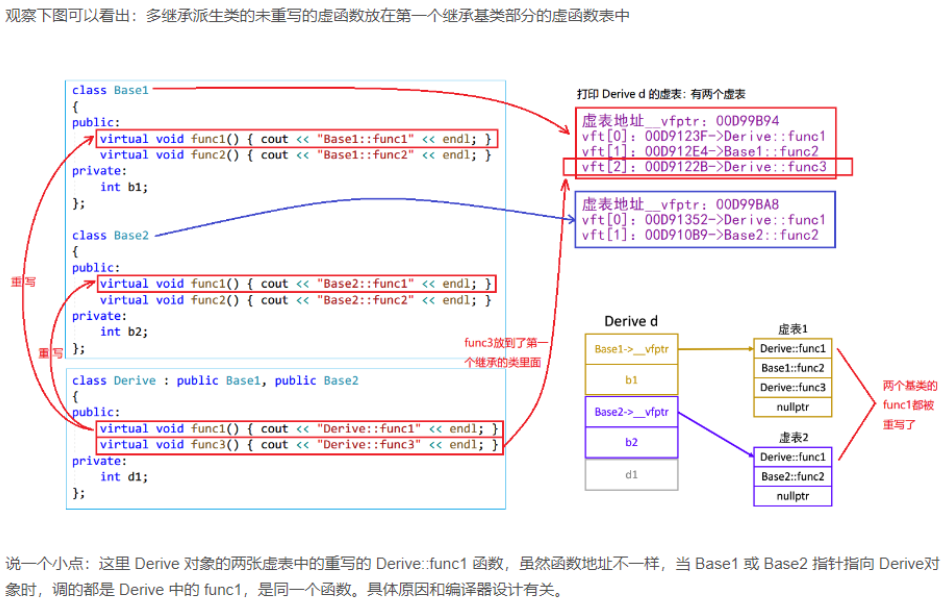 观察下图可以看出：多继承派生类的未重写的虚函数放在第一个继承基类部分的虚函数表中
class Base1
{
public:
virtual void func1() { cout << "Base1::func1" << endl; }
virtual void func2() { cout << "Base1::func2" << endl; }
private:
int b1;
};
class Base2
{
public:
virtual void func1() { cout << "Base2::func1" << endl; }
virtual void func2() { cout << "Base2::func2" << endl; }
private:
int b2;
};
class Derive : public Base1, public Base2
{
public:
virtual void func1() { cout << "Derive::func1" << endl; }
virtual void func3() { cout << "Derive::func3" << endl; }
private:
int d1;
};
重写
重写
func3放到了第一
个继承的类里面
打印 Derive d 的虚表：有两个虚表
虚表地址__vfptr：00D99B94
vft[0]：00D9123F->Derive::func1
vft[1]：00D912E4->Base1::func2
vft[2]：00D9122B->Derive::func3
虚表地址__vfptr：00D99BA8
vft[0]：00D91352->Derive::func1
vft[1]：00D910B9->Base2::func2
Derive d
Base1->__vfptr
b1
Base2->__vfptr
b2
d1
虚表1
Derive::func1
Base1::func2
Derive::func3
nullptr
虚表2
Derive::func1
Base2::func2
nullptr
两个基类的
func1都被
重写了
说一个小点：这里 Derive 对象的两张虚表中的重写的 Derive::func1 函数，虽然函数地址不一样，当 Base1 或 Base2 指针指向 Derive对
象时，调的都是 Derive 中的 func1，是同一个函数。具体原因和编译器设计有关。